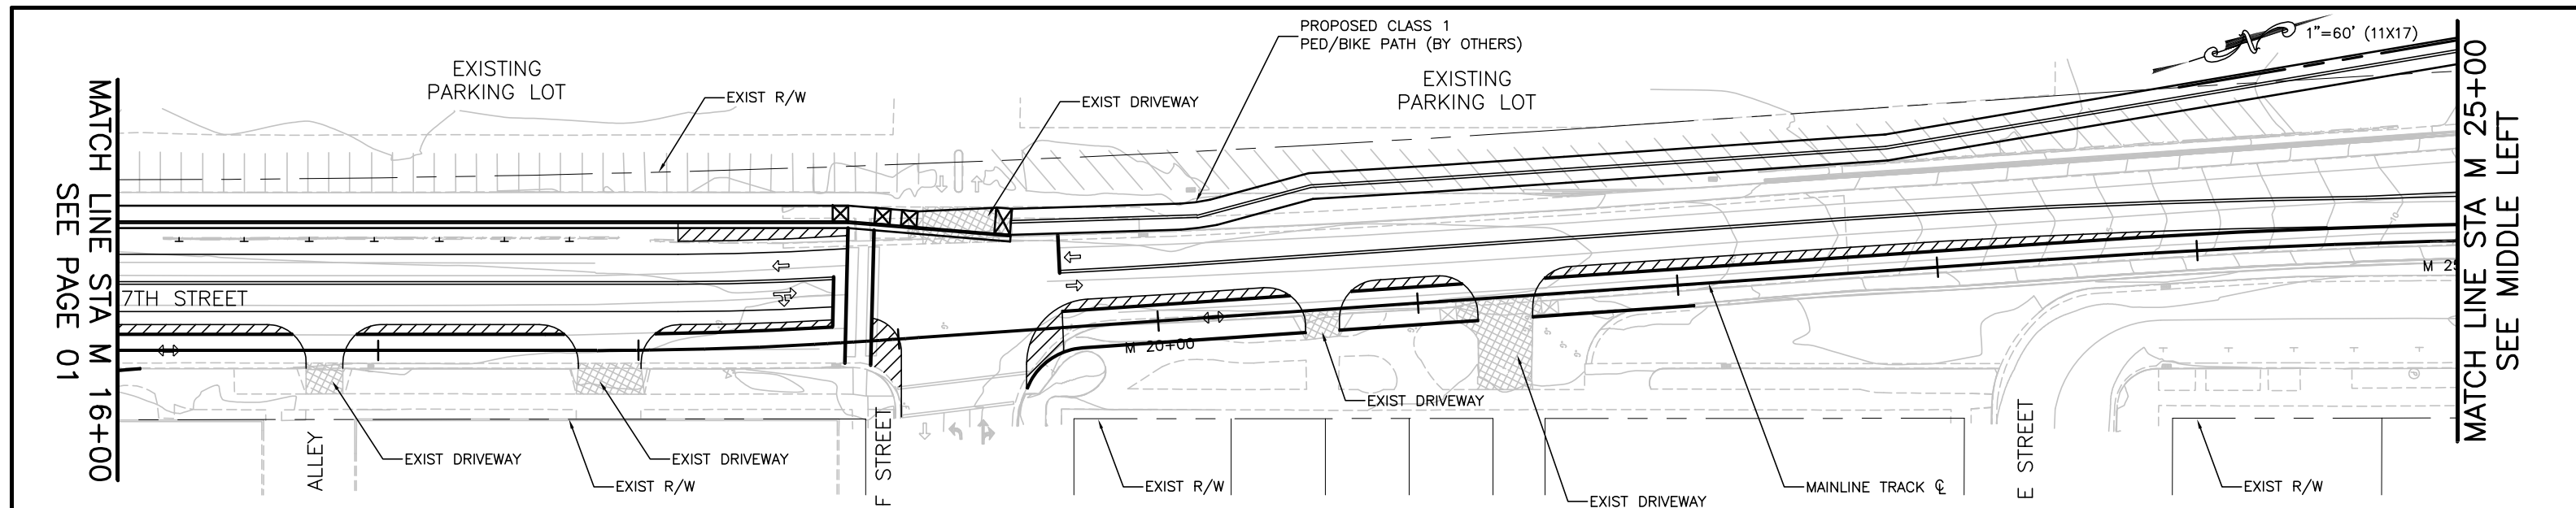 PROPOSED CLASS 1
PED/BIKE PATH (BY OTHERS)
1"=60' (11X17)
EXISTING
PARKING LOT
EXIST R/W
EXIST DRIVEWAY
EXISTING
PARKING LOT
MATCH LINE STA M 16+00
SEE PAGE 01
MATCH LINE STA M 25+00
SEE MIDDLE LEFT
7TH STREET
M 20+00
M 25
10
ALLEY
EXIST DRIVEWAY
EXIST R/W
EXIST DRIVEWAY
F STREET
EXIST R/W
EXIST DRIVEWAY
EXIST DRIVEWAY
MAINLINE TRACK ℄
E STREET
EXIST R/W